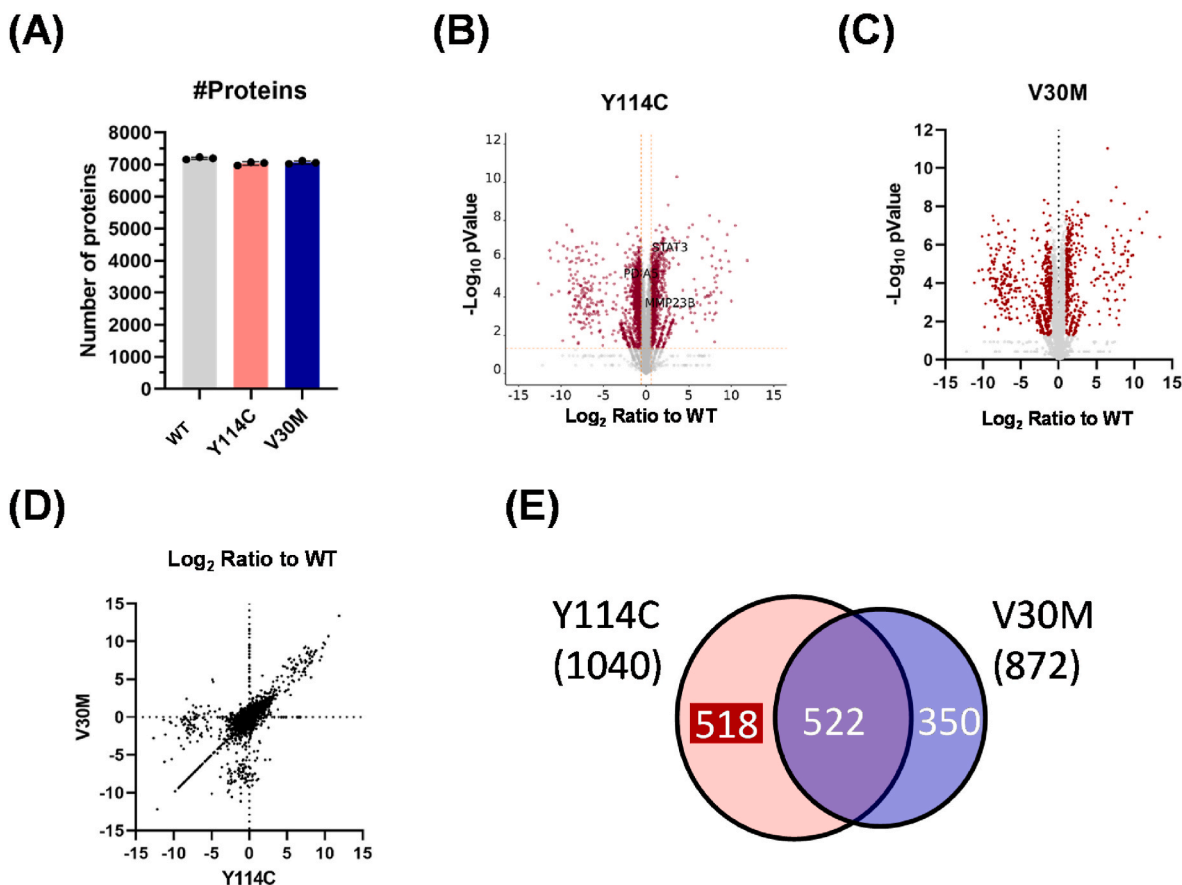 (A)
#Proteins
Number of proteins
8000
7000
6000
5000
4000
3000
2000
1000
0
WT
Y114C
V30M
(B)
Y114C
-Log10 pValue
12
10
8
6
4
2
0
STAT3
MMP23B
-15
-10
-5
0
5
10
15
Log2 Ratio to WT
(C)
V30M
-Log10 pValue
12
10
8
6
4
2
0
-15
-10
-5
0
5
10
15
Log2 Ratio to WT
(D)
Log2 Ratio to WT
V30M
15
10
5
0
-5
-10
-15
-15
-10
-5
0
5
10
15
Y114C
(E)
Y114C
(1040)
V30M
(872)
518
522
350